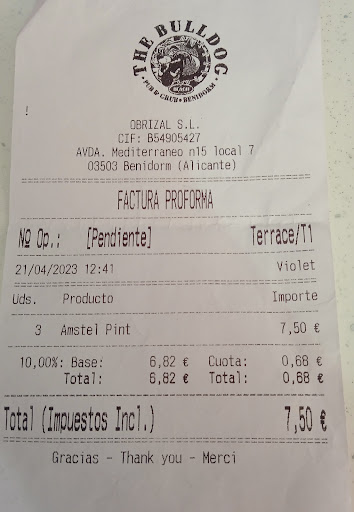 THE BULLDOG
PUB & GRUB • BENIDORM
!
OBRIZAL S.L.
CIF: B54905427
AVDA. Mediterraneo n15 local 7
03503 Benidorm (Alicante)
FACTURA PROFORMA
Nº Op.: [Pendiente] Terrace/T1
21/04/2023 12:41 Violet
Uds. Producto Importe
3 Amstel Pint 7,50 €
10,00%: Base: 6,82 € Cuota: 0,68 €
Total: 6,82 € Total: 0,68 €
Total (Impuestos Incl.) 7,50 €
Gracias - Thank you - Merci